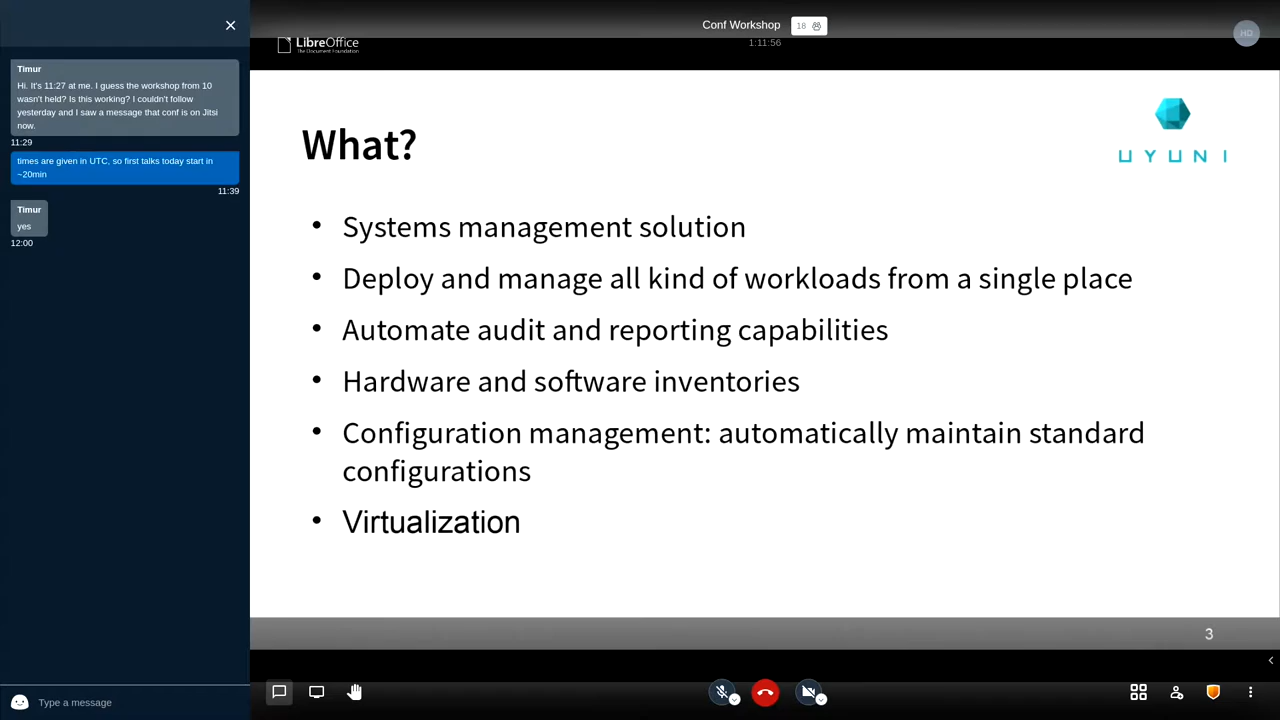 Conf Workshop
18
1:11:56
HD
LibreOffice
The Document Foundation
Timur
Hi. It's 11:27 at me. I guess the workshop from 10
wasn't held? Is this working? I couldn't follow
yesterday and I saw a message that conf is on Jitsi
now.
11:29
times are given in UTC, so first talks today start in
~20min
11:39
Timur
yes
12:00
Type a message
What?
UYUNI
• Systems management solution
• Deploy and manage all kind of workloads from a single place
• Automate audit and reporting capabilities
• Hardware and software inventories
• Configuration management: automatically maintain standard
configurations
• Virtualization
3